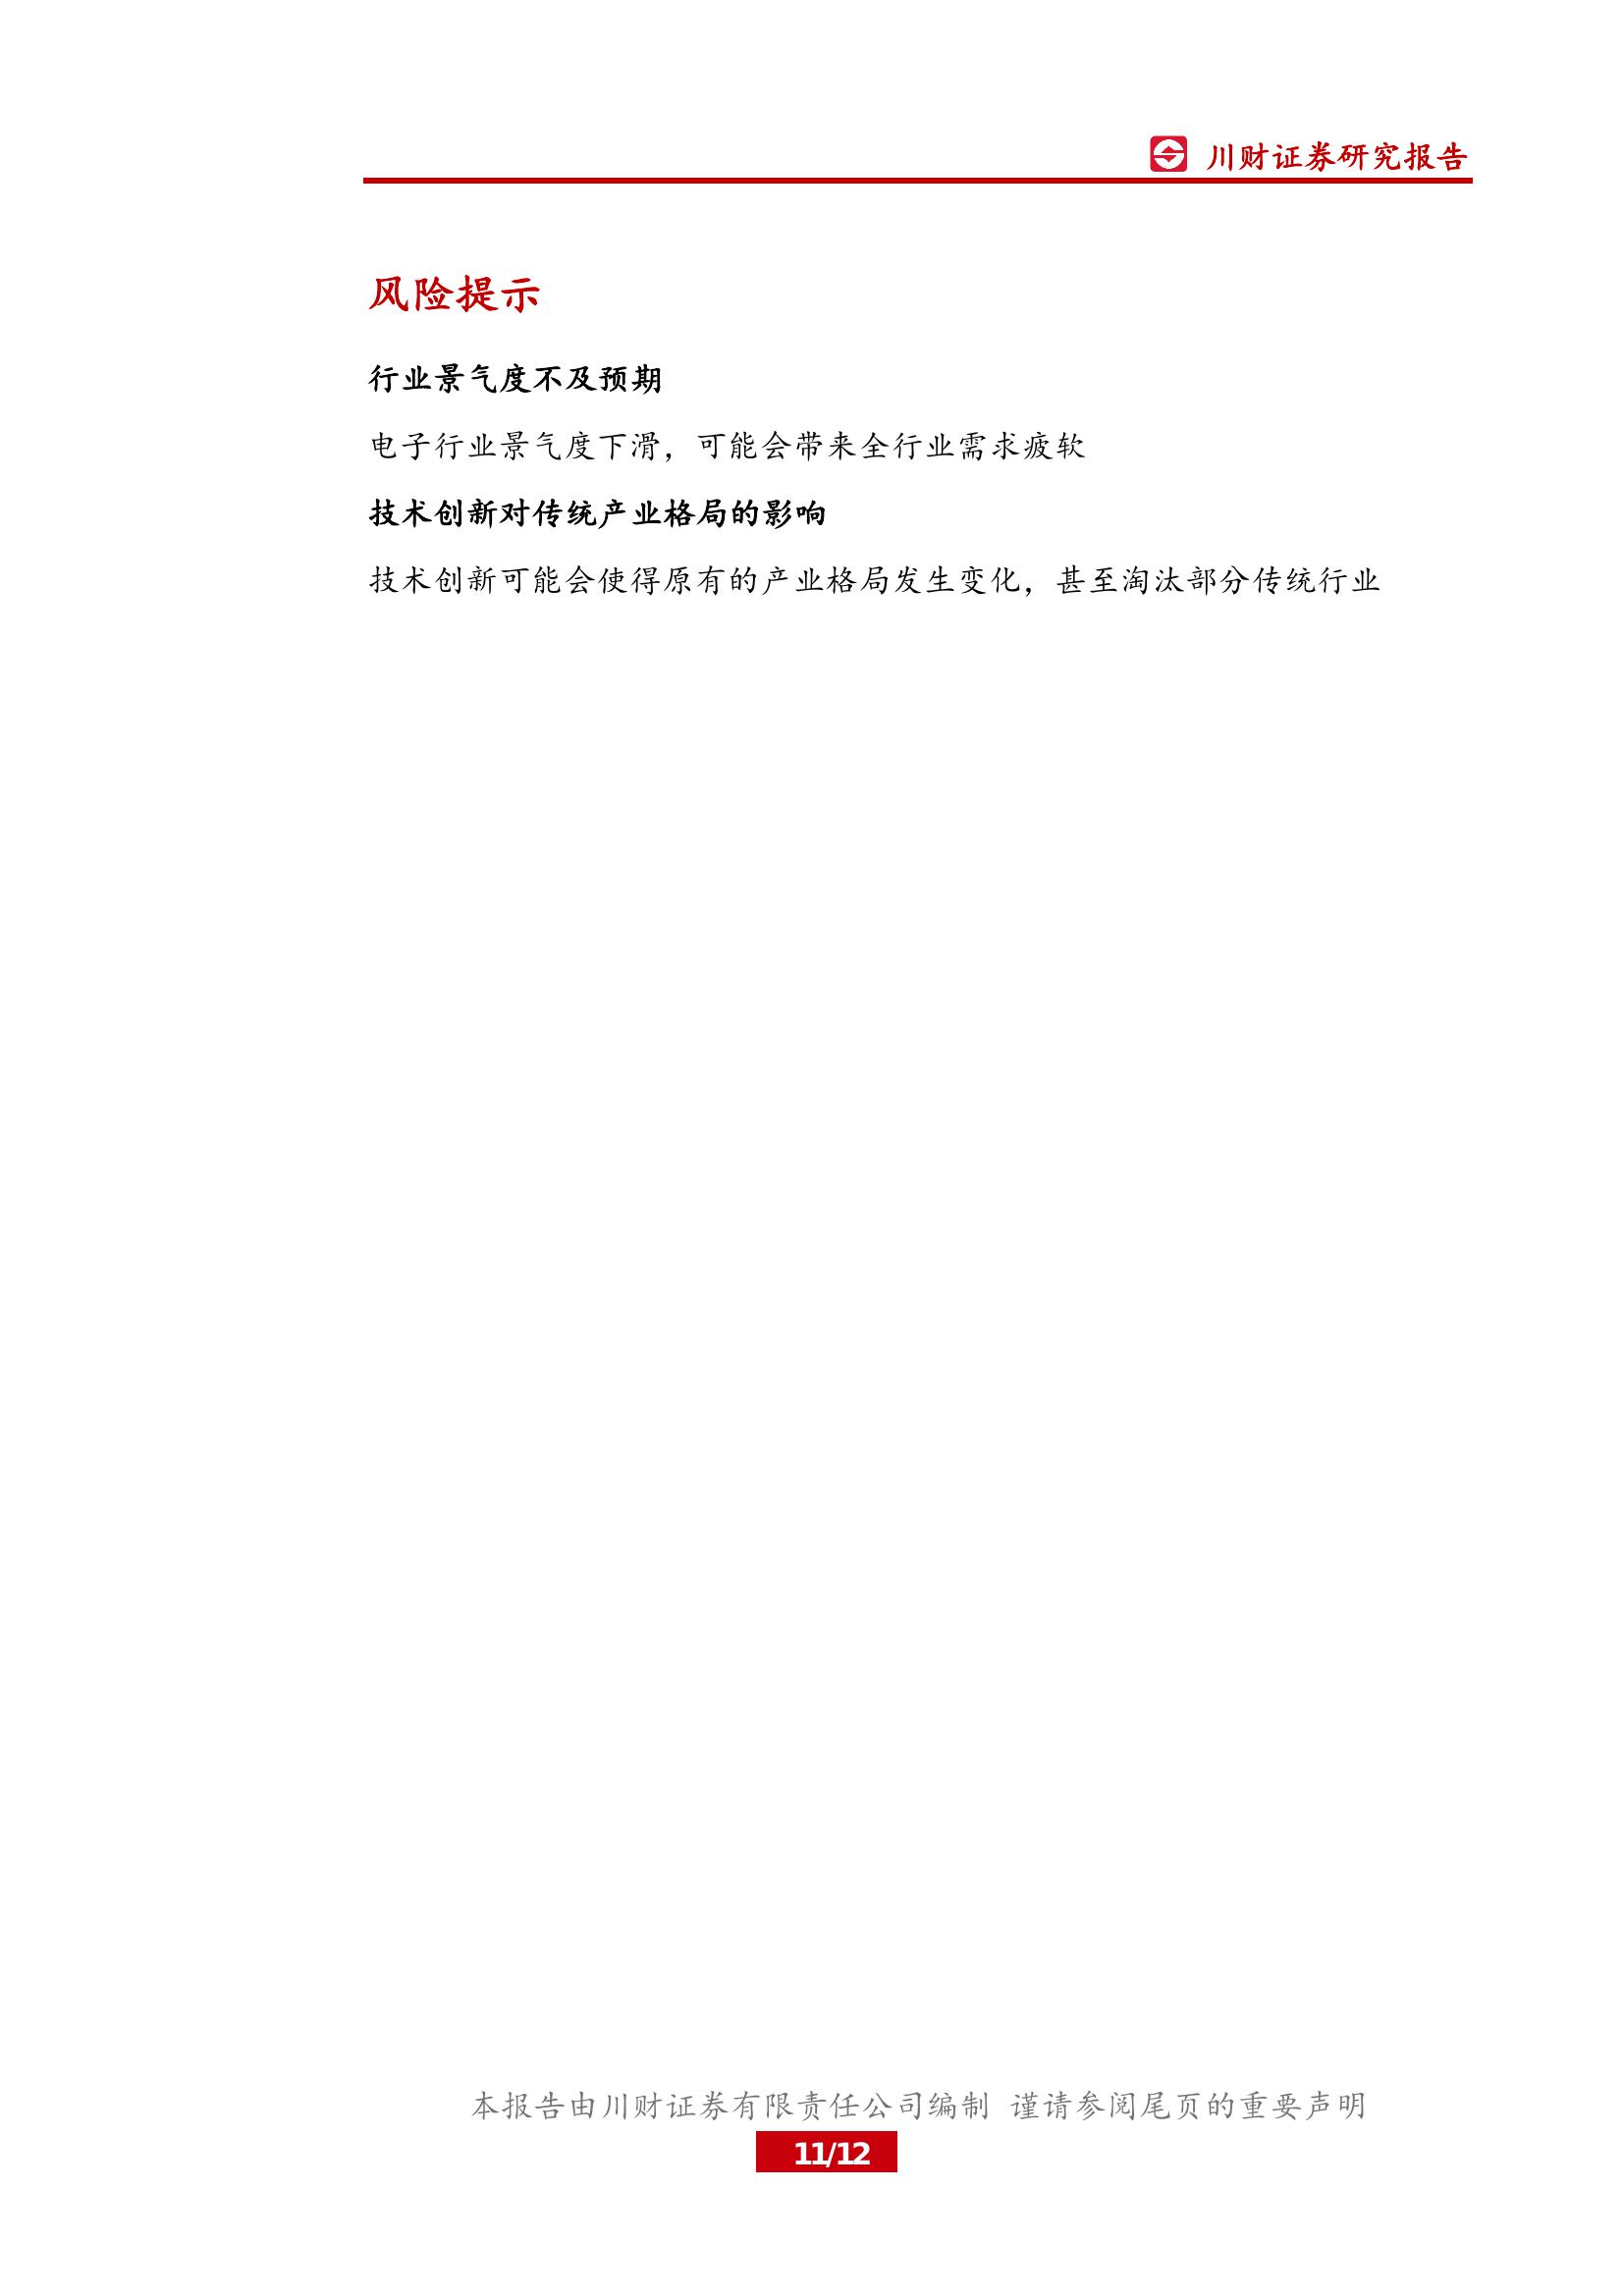 川财证券研究报告
风险提示
行业景气度不及预期
电子行业景气度下滑，可能会带来全行业需求疲软
技术创新对传统产业格局的影响
技术创新可能会使得原有的产业格局发生变化，甚至淘汰部分传统行业
本报告由川财证券有限责任公司编制 谨请参阅尾页的重要声明
11/12